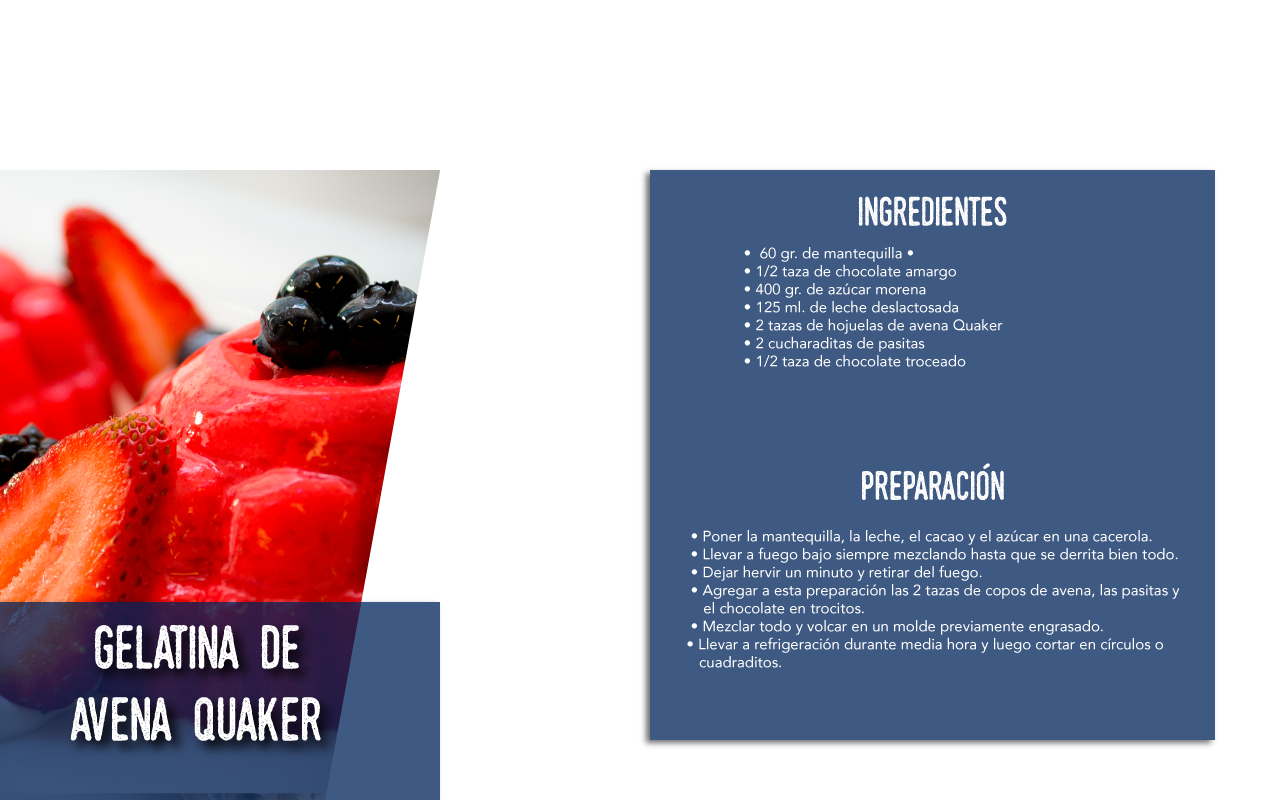 GELATINA DE
AVENA QUAKER
INGREDIENTES
•  60 gr. de mantequilla •
• 1/2 taza de chocolate amargo
• 400 gr. de azúcar morena
• 125 ml. de leche deslactosada
• 2 tazas de hojuelas de avena Quaker
• 2 cucharaditas de pasitas
• 1/2 taza de chocolate troceado
PREPARACIÓN
• Poner la mantequilla, la leche, el cacao y el azúcar en una cacerola.
• Llevar a fuego bajo siempre mezclando hasta que se derrita bien todo.
• Dejar hervir un minuto y retirar del fuego.
• Agregar a esta preparación las 2 tazas de copos de avena, las pasitas y
el chocolate en trocitos.
• Mezclar todo y volcar en un molde previamente engrasado.
• Llevar a refrigeración durante media hora y luego cortar en círculos o
cuadraditos.